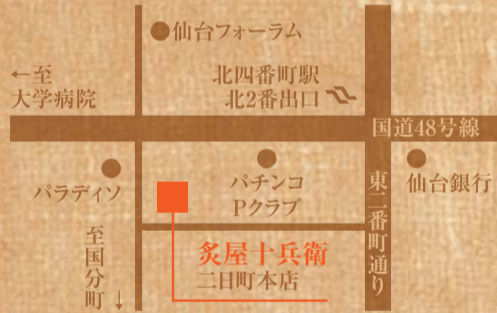 仙台フォーラム
←至
大学病院
北四番町駅
北2番出口
国道48号線
パラディソ
パチンコ
Pクラブ
仙台銀行
東二番町通り
至国分町↓
炙屋十兵衛
二日町本店